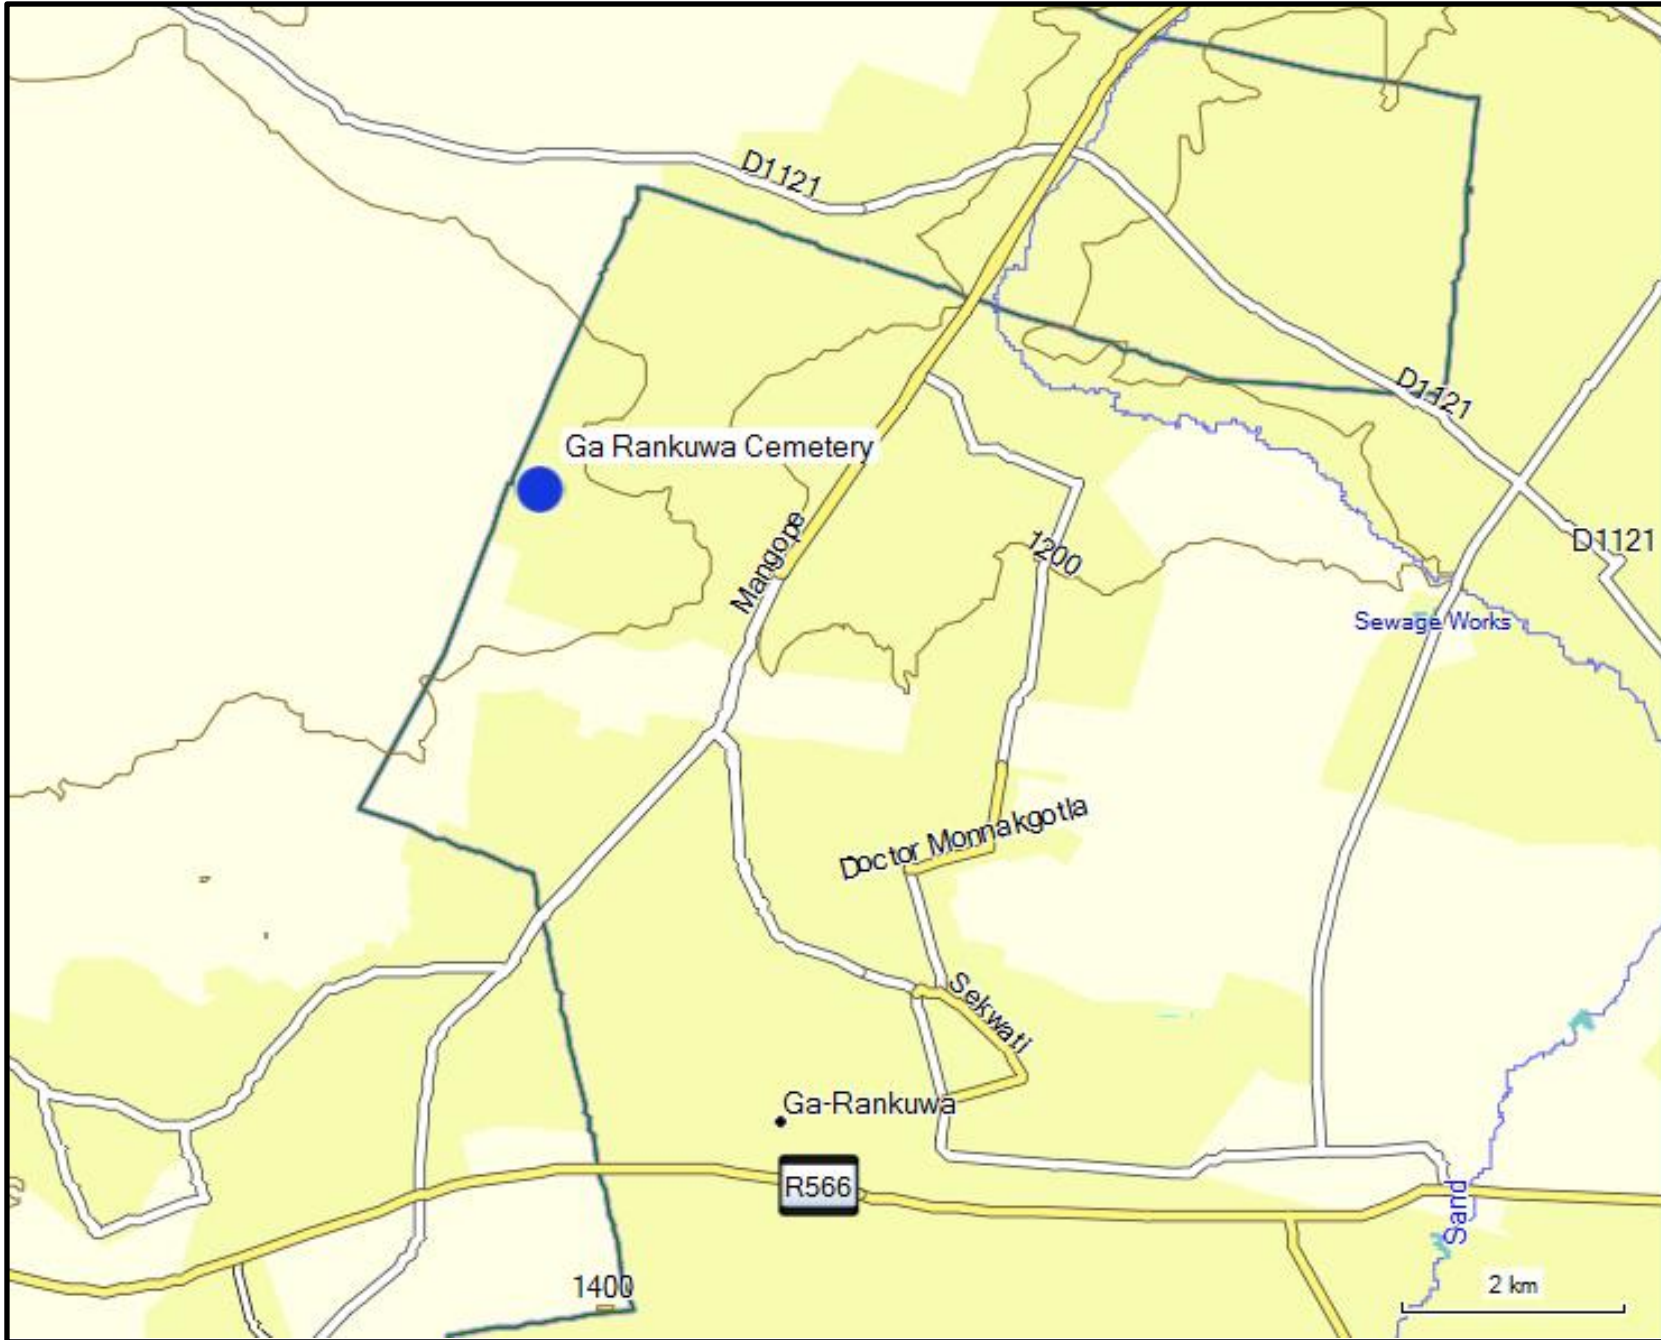 D1121
D1121
Ga Rankuwa Cemetery
Mangope
1200
D1121
Sewage Works
Doctor Monnakgotla
Sekwati
Ga-Rankuwa
R566
Sand
1400
2 km